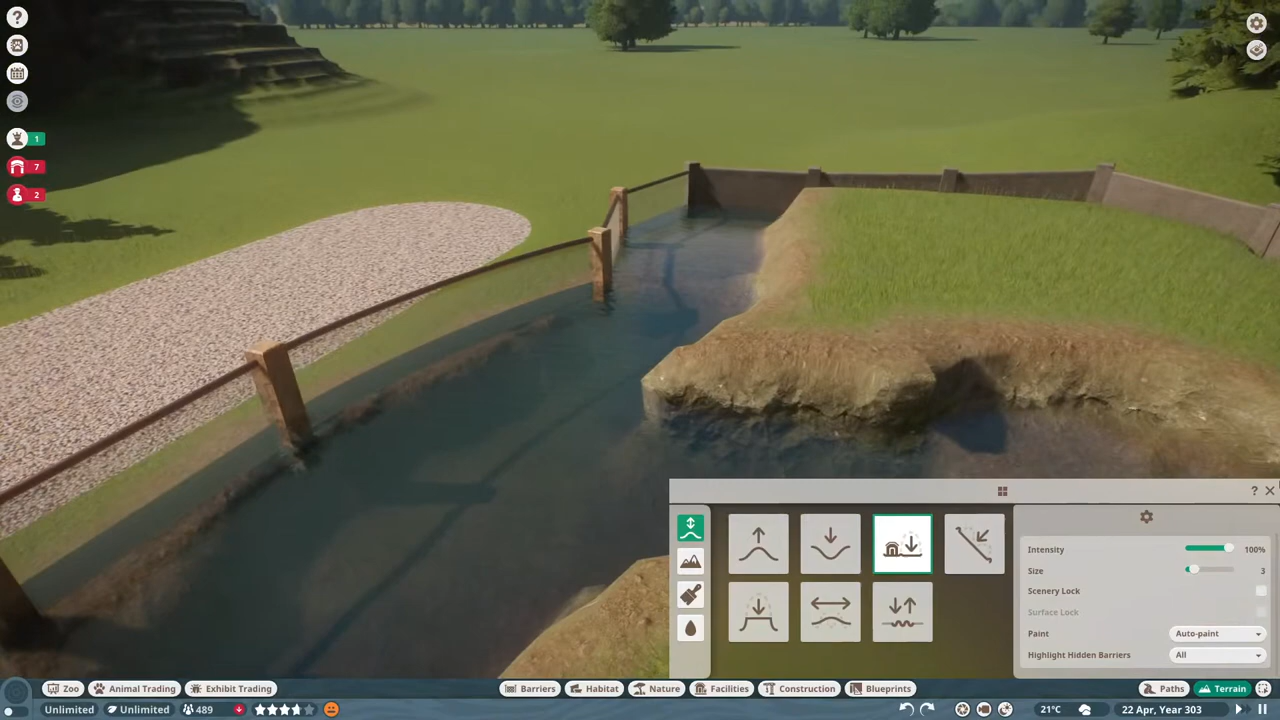 ?
1
7
2
?
Intensity 100%
Size 3
Scenery Lock
Surface Lock
Paint Auto-paint
Highlight Hidden Barriers All
Zoo Animal Trading Exhibit Trading Barriers Habitat Nature Facilities Construction Blueprints Paths Terrain
Unlimited Unlimited 489 21°C 22 Apr, Year 303